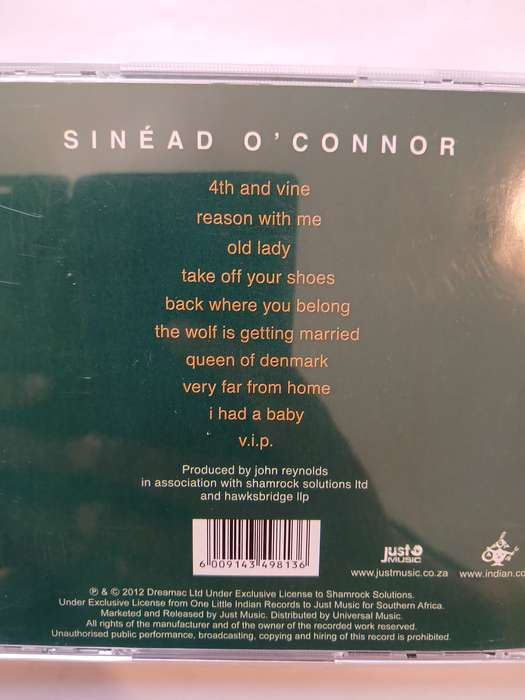 SINÉAD O'CONNOR
4th and vine
reason with me
old lady
take off your shoes
back where you belong
the wolf is getting married
queen of denmark
very far from home
i had a baby
v.i.p.
Produced by john reynolds
in association with shamrock solutions ltd
and hawksbridge llp
6 009143 498136
just
MUSIC
www.justmusic.co.za www.indian.co
℗ & © 2012 Dreamac Ltd Under Exclusive License to Shamrock Solutions.
Under Exclusive License from One Little Indian Records to Just Music for Southern Africa.
Marketed and Released by Just Music. Distributed by Universal Music.
All rights of the manufacturer and of the owner of the recorded work reserved.
Unauthorised public performance, broadcasting, copying and hiring of this record is prohibited.